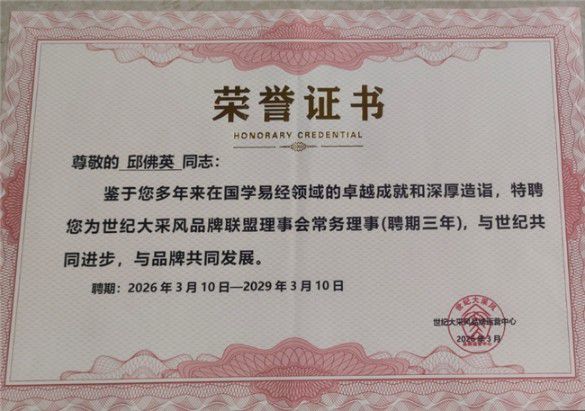 荣誉证书
HONORARY CREDENTIAL
尊敬的 邱佛英 同志：
鉴于您多年来在国学易经领域的卓越成就和深厚造诣，特聘
您为世纪大采风品牌联盟理事会常务理事(聘期三年)，与世纪共
同进步，与品牌共同发展。
聘期：2026 年 3 月 10 日—2029 年 3 月 10 日
世纪大采风
世纪大采风品牌运营中心
2026 年 3 月